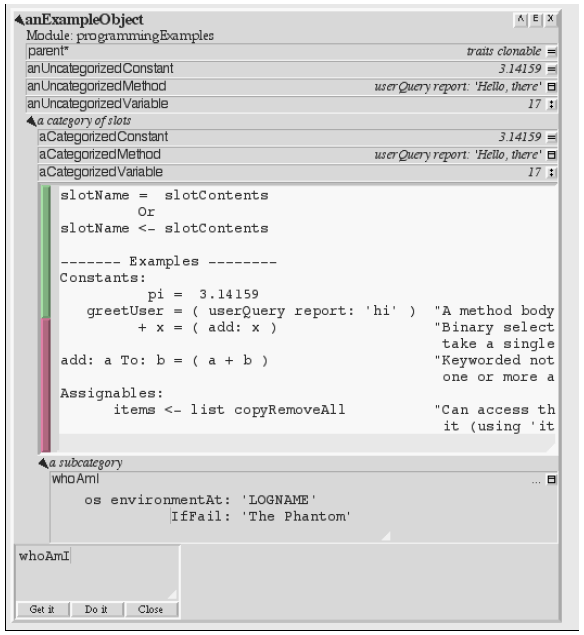 anExampleObject Λ E X
Module: programmingExamples
parent* traits clonable =
anUncategorizedConstant 3.14159 =
anUncategorizedMethod userQuery report: 'Hello, there'
anUncategorizedVariable 17 :
a category of slots
aCategorizedConstant 3.14159 =
aCategorizedMethod userQuery report: 'Hello, there'
aCategorizedVariable 17 :
slotName = slotContents
Or
slotName <- slotContents
------- Examples --------
Constants:
pi = 3.14159
greetUser = ( userQuery report: 'hi' ) "A method body
+ x = ( add: x ) "Binary select
take a single
add: a To: b = ( a + b ) "Keyworded not
one or more a
Assignables:
items <- list copyRemoveAll "Can access th
it (using 'it
a subcategory
whoAmI ...
os environmentAt: 'LOGNAME'
IfFail: 'The Phantom'
whoAmI
Get it Do it Close